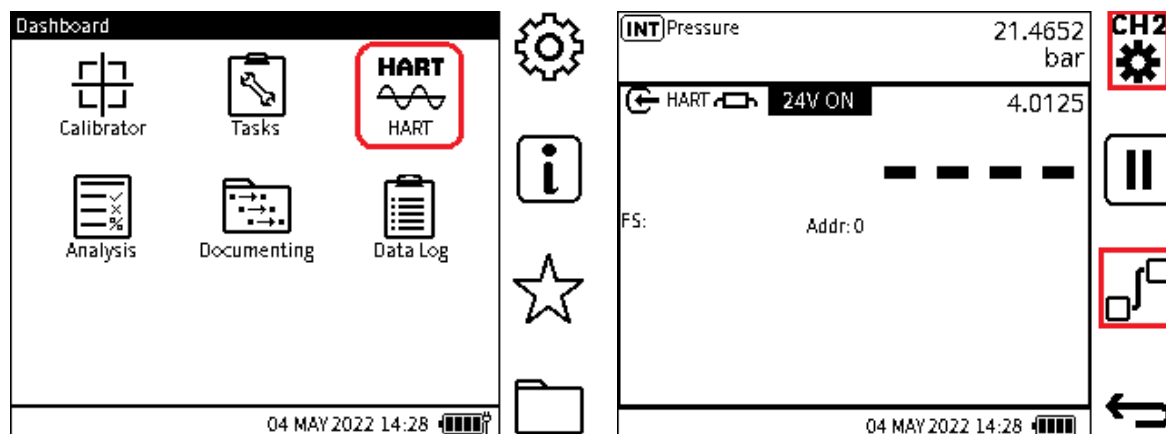 Dashboard
HART
Calibrator
Tasks
HART
Analysis
Documenting
Data Log
04 MAY 2022 14:28
INT Pressure 21.4652
bar
HART 24V ON 4.0125
- - - -
FS: Addr: 0
04 MAY 2022 14:28
CH2